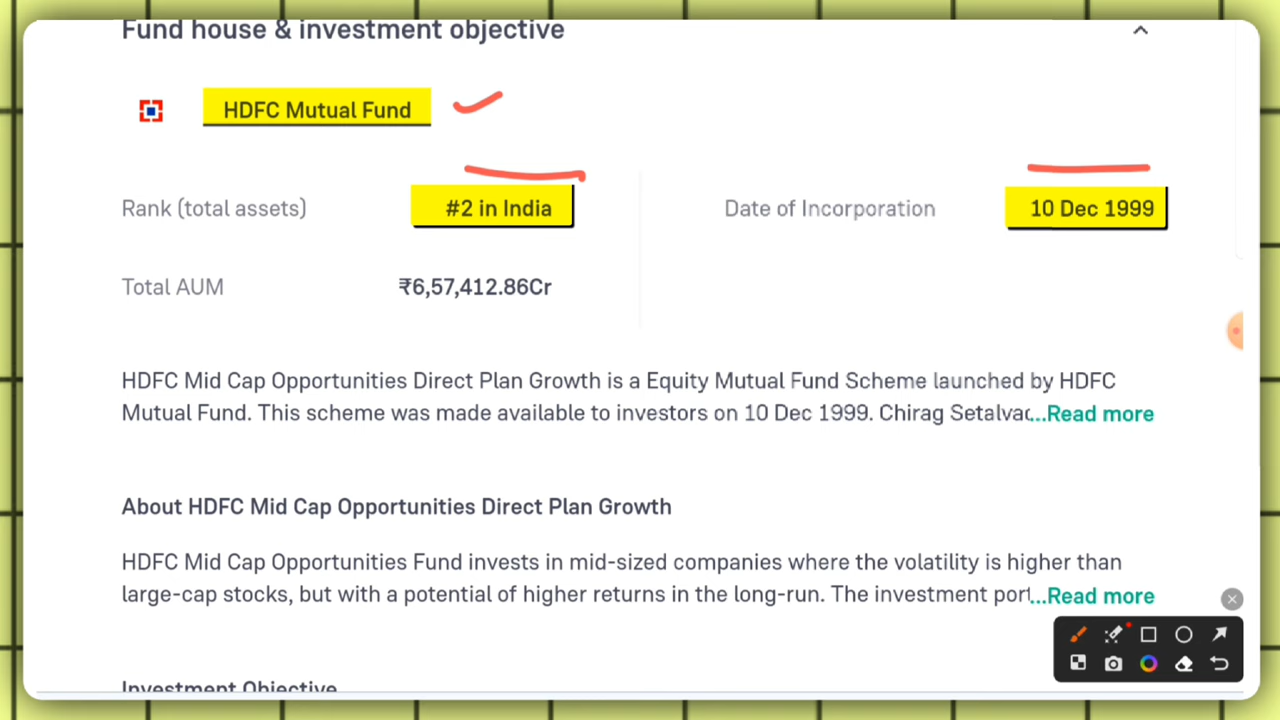 Fund house & investment objective
HDFC Mutual Fund
Rank (total assets) #2 in India Date of Incorporation 10 Dec 1999
Total AUM ₹6,57,412.86Cr
HDFC Mid Cap Opportunities Direct Plan Growth is a Equity Mutual Fund Scheme launched by HDFC
Mutual Fund. This scheme was made available to investors on 10 Dec 1999. Chirag ...Read more
About HDFC Mid Cap Opportunities Direct Plan Growth
HDFC Mid Cap Opportunities Fund invests in mid-sized companies where the volatility is higher than
large-cap stocks, but with a potential of higher returns in the long-run. The investment ...Read more
Investment Objective